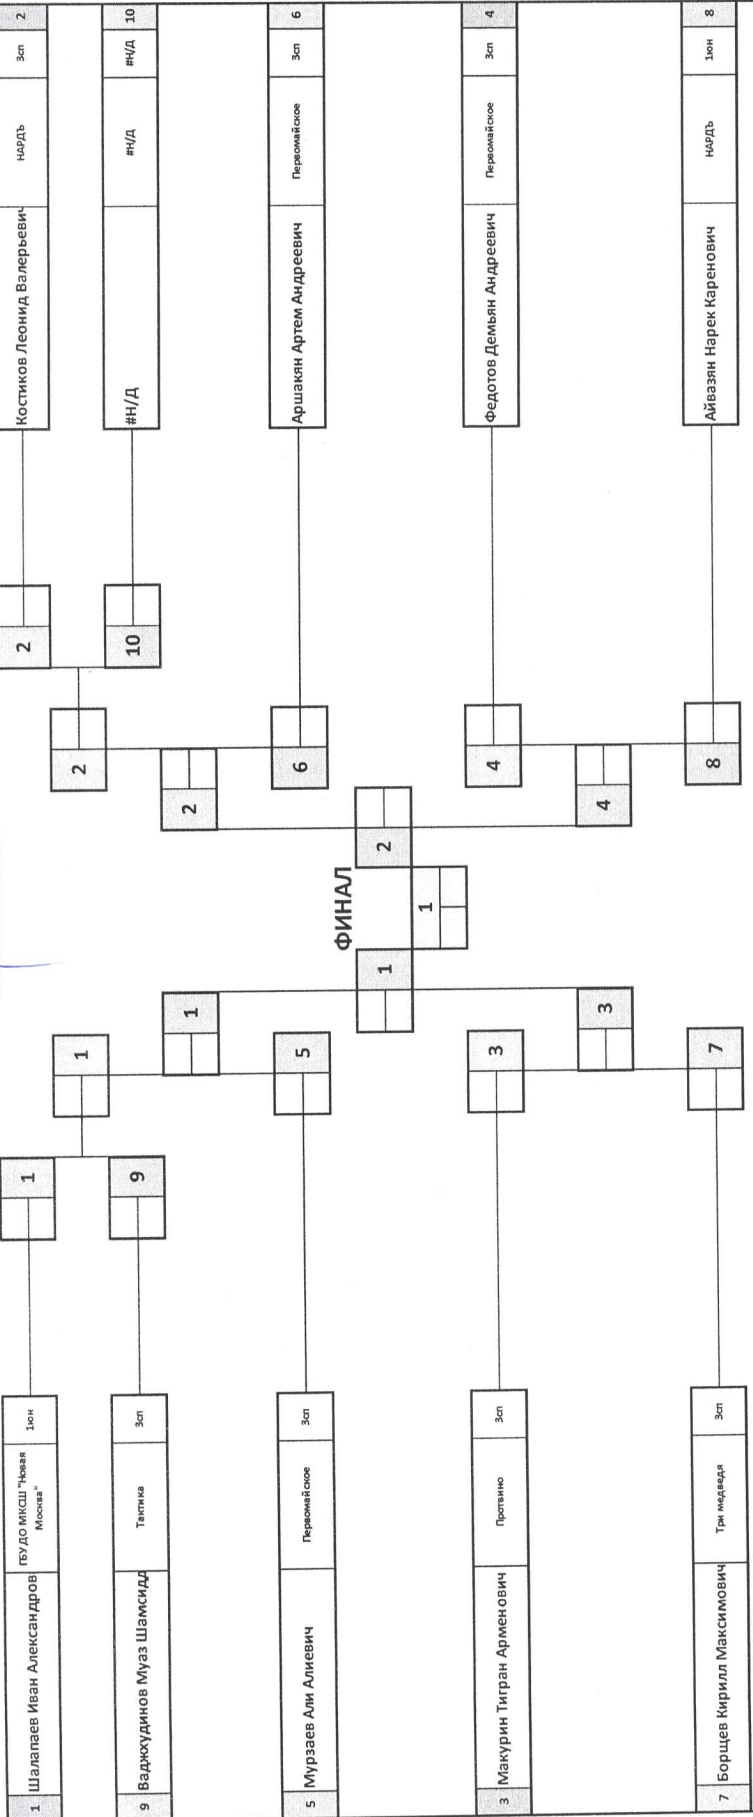 1 Шалапаев Иван Александров ГБУ ДО МКСШ "Новая Москва" 1юн
9 Ваджхудинов Муаз Шамсидд Тактика 3сп
5 Мурзаев Али Алиевич Первомайское 3сп
3 Макурин Тигран Арменович Протвино 3сп
7 Борщев Кирилл Максимович Три медведя 3сп
1
9
1
5
1
3
7
3
ФИНАЛ
1
1
2
2
4
2
6
4
8
2
10
Костиков Леонид Валерьевич НАРДЪ 3сп 2
#Н/Д #Н/Д #Н/Д 10
Аршакян Артем Андреевич Первомайское 3сп 6
Федотов Демьян Андреевич Первомайское 3сп 4
Айвазян Нарек Каренович НАРДЪ 1юн 8